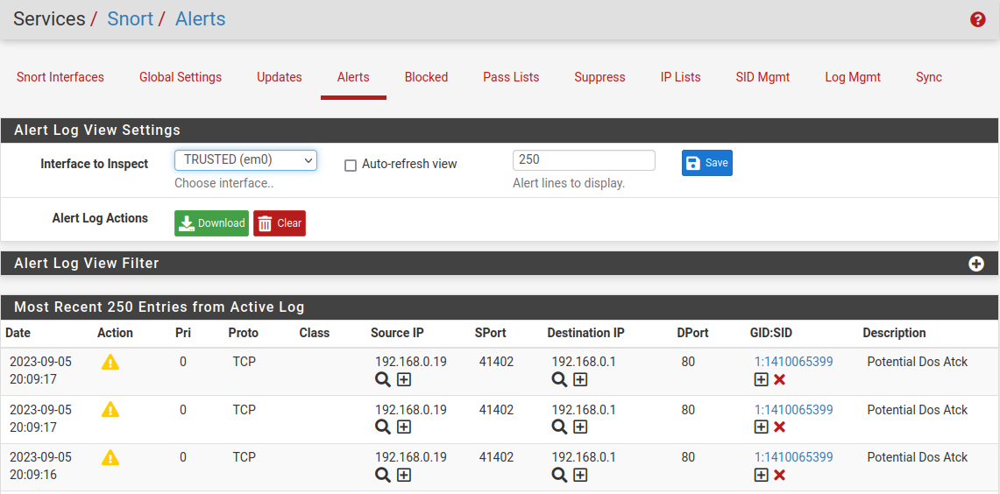 Services / Snort / Alerts
Snort Interfaces Global Settings Updates Alerts Blocked Pass Lists Suppress IP Lists SID Mgmt Log Mgmt Sync
Alert Log View Settings
Interface to Inspect TRUSTED (em0) Auto-refresh view 250 Save
Choose interface.. Alert lines to display.
Alert Log Actions Download Clear
Alert Log View Filter
Most Recent 250 Entries from Active Log
Date Action Pri Proto Class Source IP SPort Destination IP DPort GID:SID Description
2023-09-05 0 TCP 192.168.0.19 41402 192.168.0.1 80 1:1410065399 Potential Dos Atck
20:09:17
2023-09-05 0 TCP 192.168.0.19 41402 192.168.0.1 80 1:1410065399 Potential Dos Atck
20:09:17
2023-09-05 0 TCP 192.168.0.19 41402 192.168.0.1 80 1:1410065399 Potential Dos Atck
20:09:16